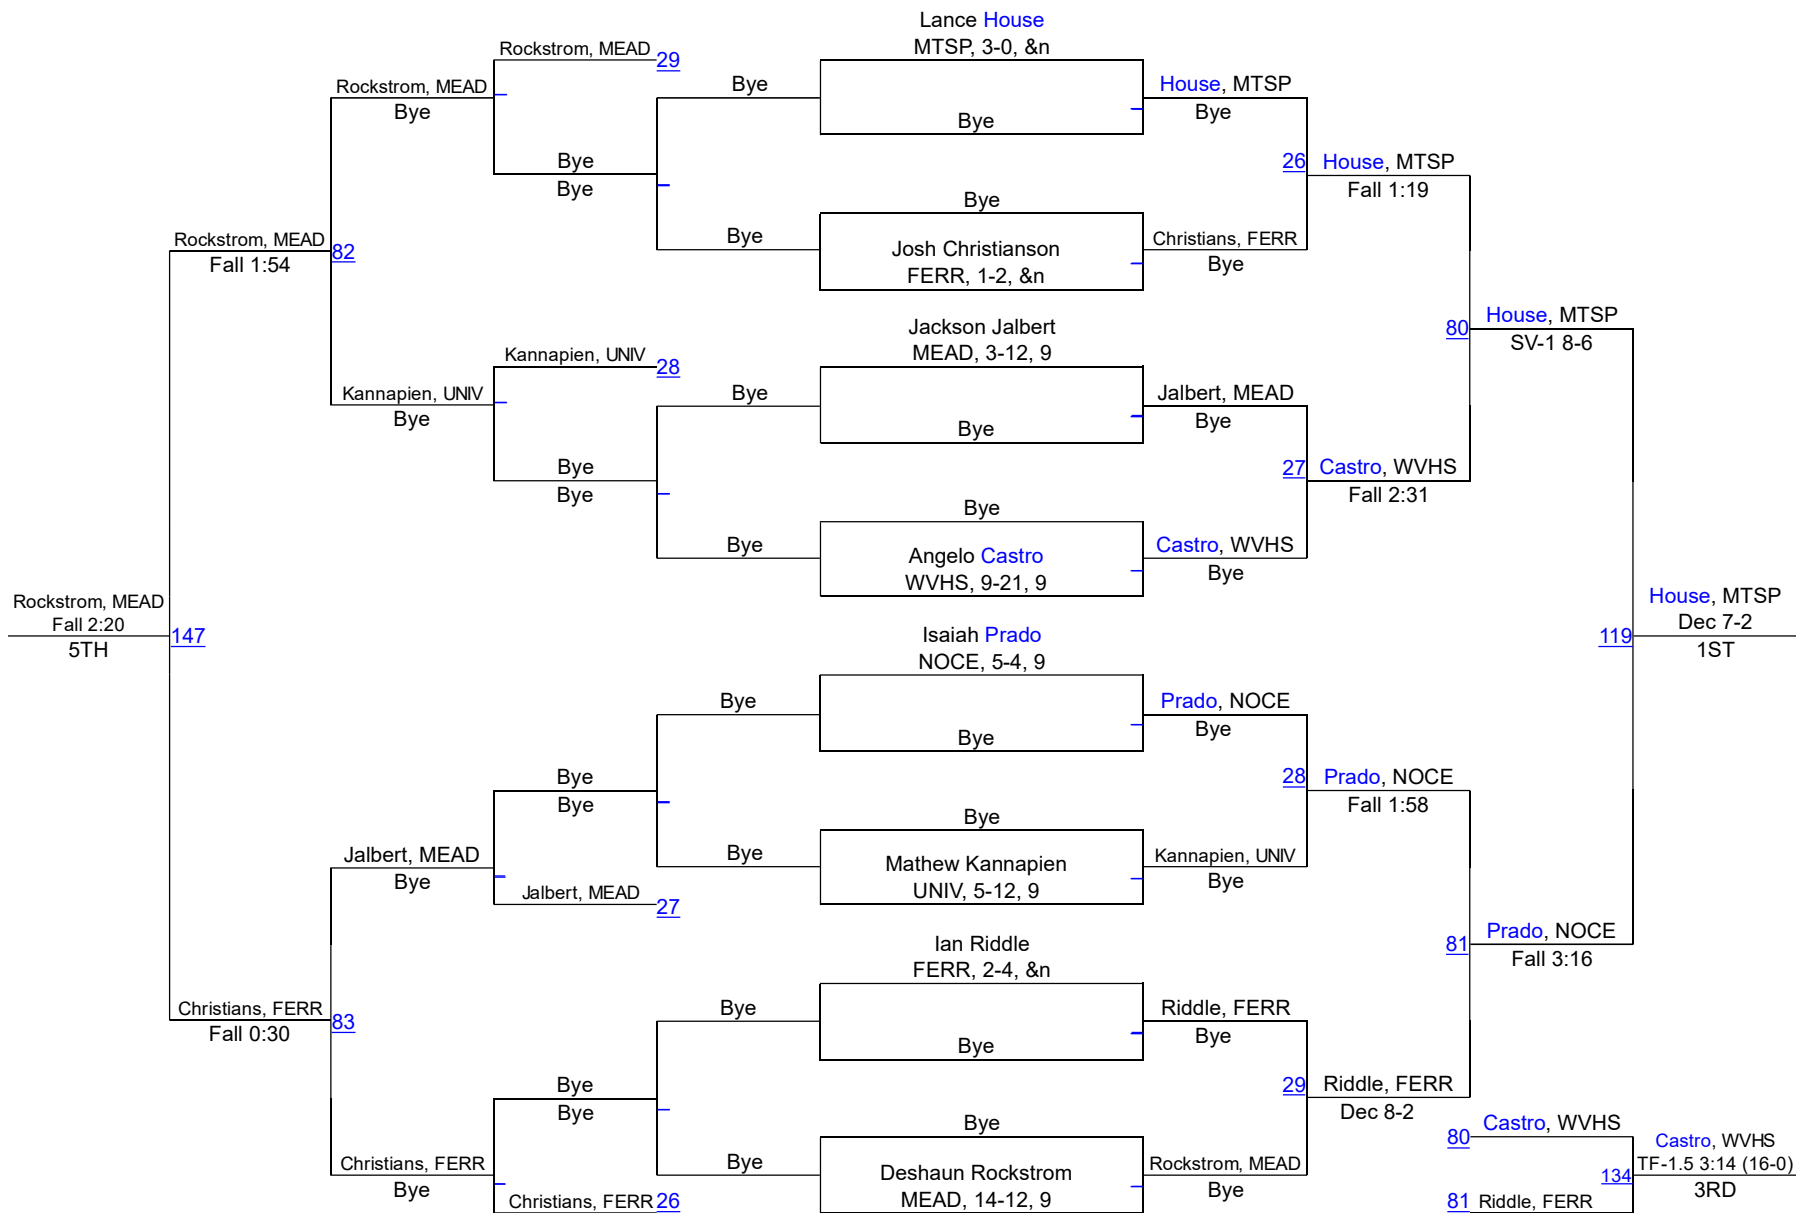 Lance House
MTSP, 3-0, &n
Rockstrom, MEAD
29
Rockstrom, MEAD
Bye
Bye
House, MTSP
Bye
Bye
Bye
Bye
26
House, MTSP
Fall 1:19
Bye
Bye
Rockstrom, MEAD
Fall 1:54
82
Bye
Josh Christianson
FERR, 1-2, &n
Christians, FERR
Bye
Jackson Jalbert
MEAD, 3-12, 9
80
House, MTSP
SV-1 8-6
Kannapien, UNIV
28
Kannapien, UNIV
Bye
Bye
Jalbert, MEAD
Bye
Bye
Bye
Bye
27
Castro, WVHS
Fall 2:31
Bye
Bye
Angelo Castro
WVHS, 9-21, 9
Castro, WVHS
Bye
Rockstrom, MEAD
Fall 2:20
5TH
147
Isaiah Prado
NOCE, 5-4, 9
119
House, MTSP
Dec 7-2
1ST
Bye
Prado, NOCE
Bye
Bye
Bye
Bye
28
Prado, NOCE
Fall 1:58
Bye
Jalbert, MEAD
Bye
Bye
Mathew Kannapien
UNIV, 5-12, 9
Kannapien, UNIV
Bye
Jalbert, MEAD
27
Ian Riddle
FERR, 2-4, &n
81
Prado, NOCE
Fall 3:16
Christians, FERR
Fall 0:30
83
Bye
Riddle, FERR
Bye
Bye
Bye
Bye
29
Riddle, FERR
Dec 8-2
Bye
Christians, FERR
Bye
Bye
Deshaun Rockstrom
MEAD, 14-12, 9
Rockstrom, MEAD
Bye
Christians, FERR
26
80
Castro, WVHS
134
Castro, WVHS
TF-1.5 3:14 (16-0)
3RD
81
Riddle, FERR